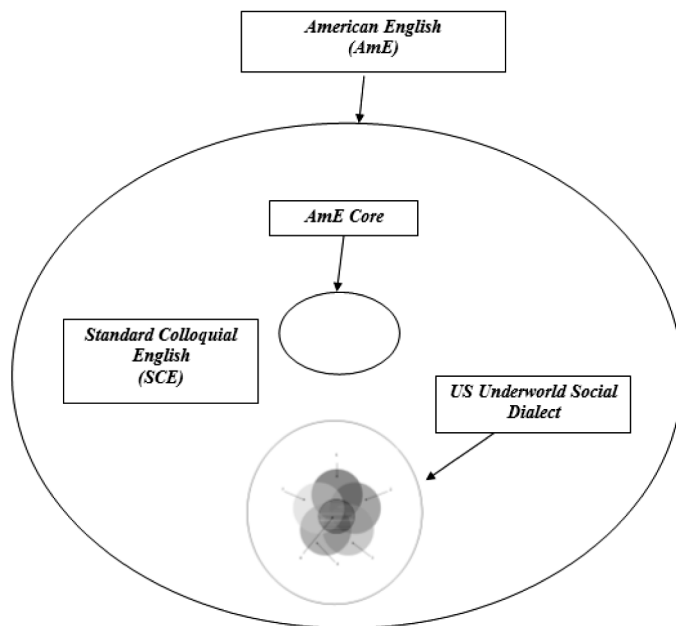 American English
(AmE)
AmE Core
Standard Colloquial
English
(SCE)
US Underworld Social
Dialect